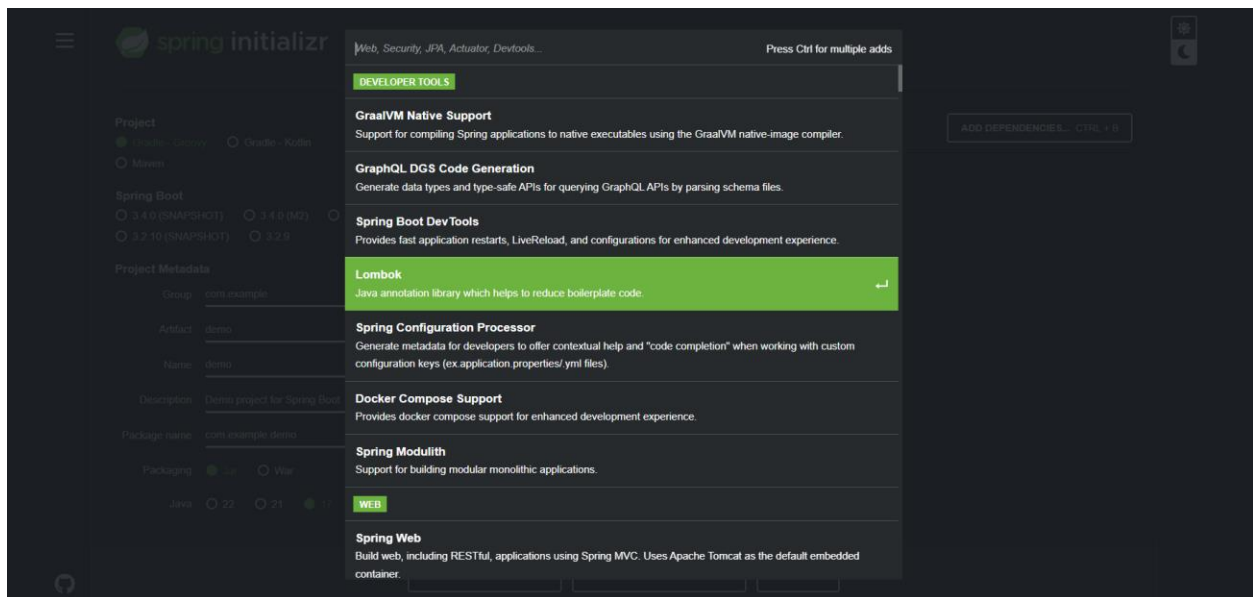 spring initializr
Web, Security, JPA, Actuator, Devtools...
Press Ctrl for multiple adds
DEVELOPER TOOLS
GraalVM Native Support
Support for compiling Spring applications to native executables using the GraalVM native-image compiler.
GraphQL DGS Code Generation
Generate data types and type-safe APIs for querying GraphQL APIs by parsing schema files.
Spring Boot DevTools
Provides fast application restarts, LiveReload, and configurations for enhanced development experience.
Lombok
Java annotation library which helps to reduce boilerplate code.
Spring Configuration Processor
Generate metadata for developers to offer contextual help and "code completion" when working with custom
configuration keys (ex.application.properties/.yml files).
Docker Compose Support
Provides docker compose support for enhanced development experience.
Spring Modulith
Support for building modular monolithic applications.
WEB
Spring Web
Build web, including RESTful, applications using Spring MVC. Uses Apache Tomcat as the default embedded
container.
Project
Gradle - Groovy
Gradle - Kotlin
Maven
Spring Boot
3.4.0 (SNAPSHOT)
3.4.0 (M2)
3.2.10 (SNAPSHOT)
3.2.9
Project Metadata
Group com.example
Artifact demo
Name demo
Description Demo project for Spring Boot
Package name com.example.demo
Packaging Jar War
Java 22 21
ADD DEPENDENCIES... CTRL + B